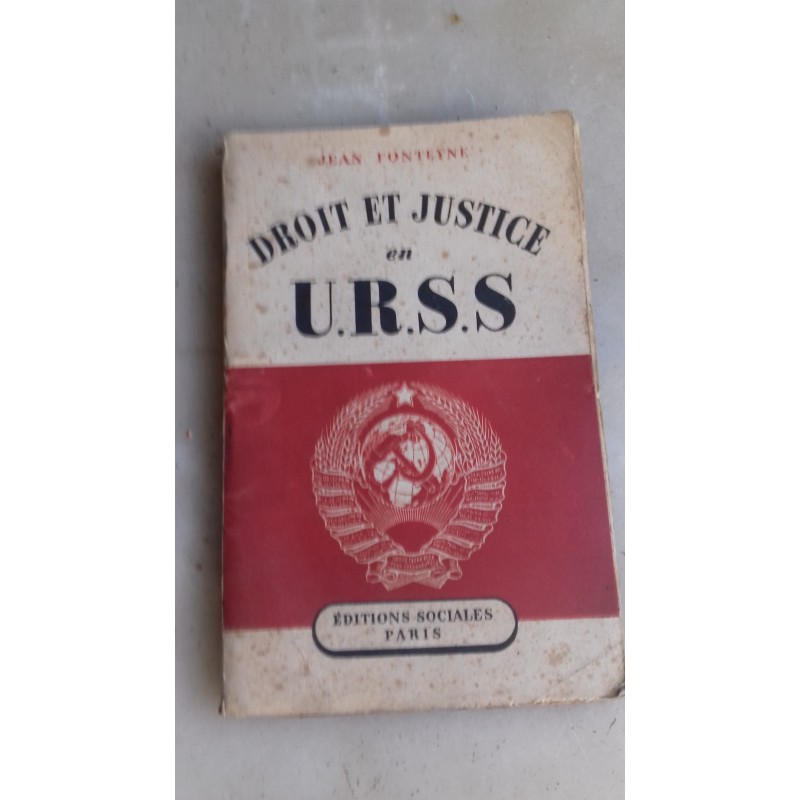 JEAN FONTEYNE
DROIT ET JUSTICE
en
U.R.S.S
ÉDITIONS SOCIALES
PARIS